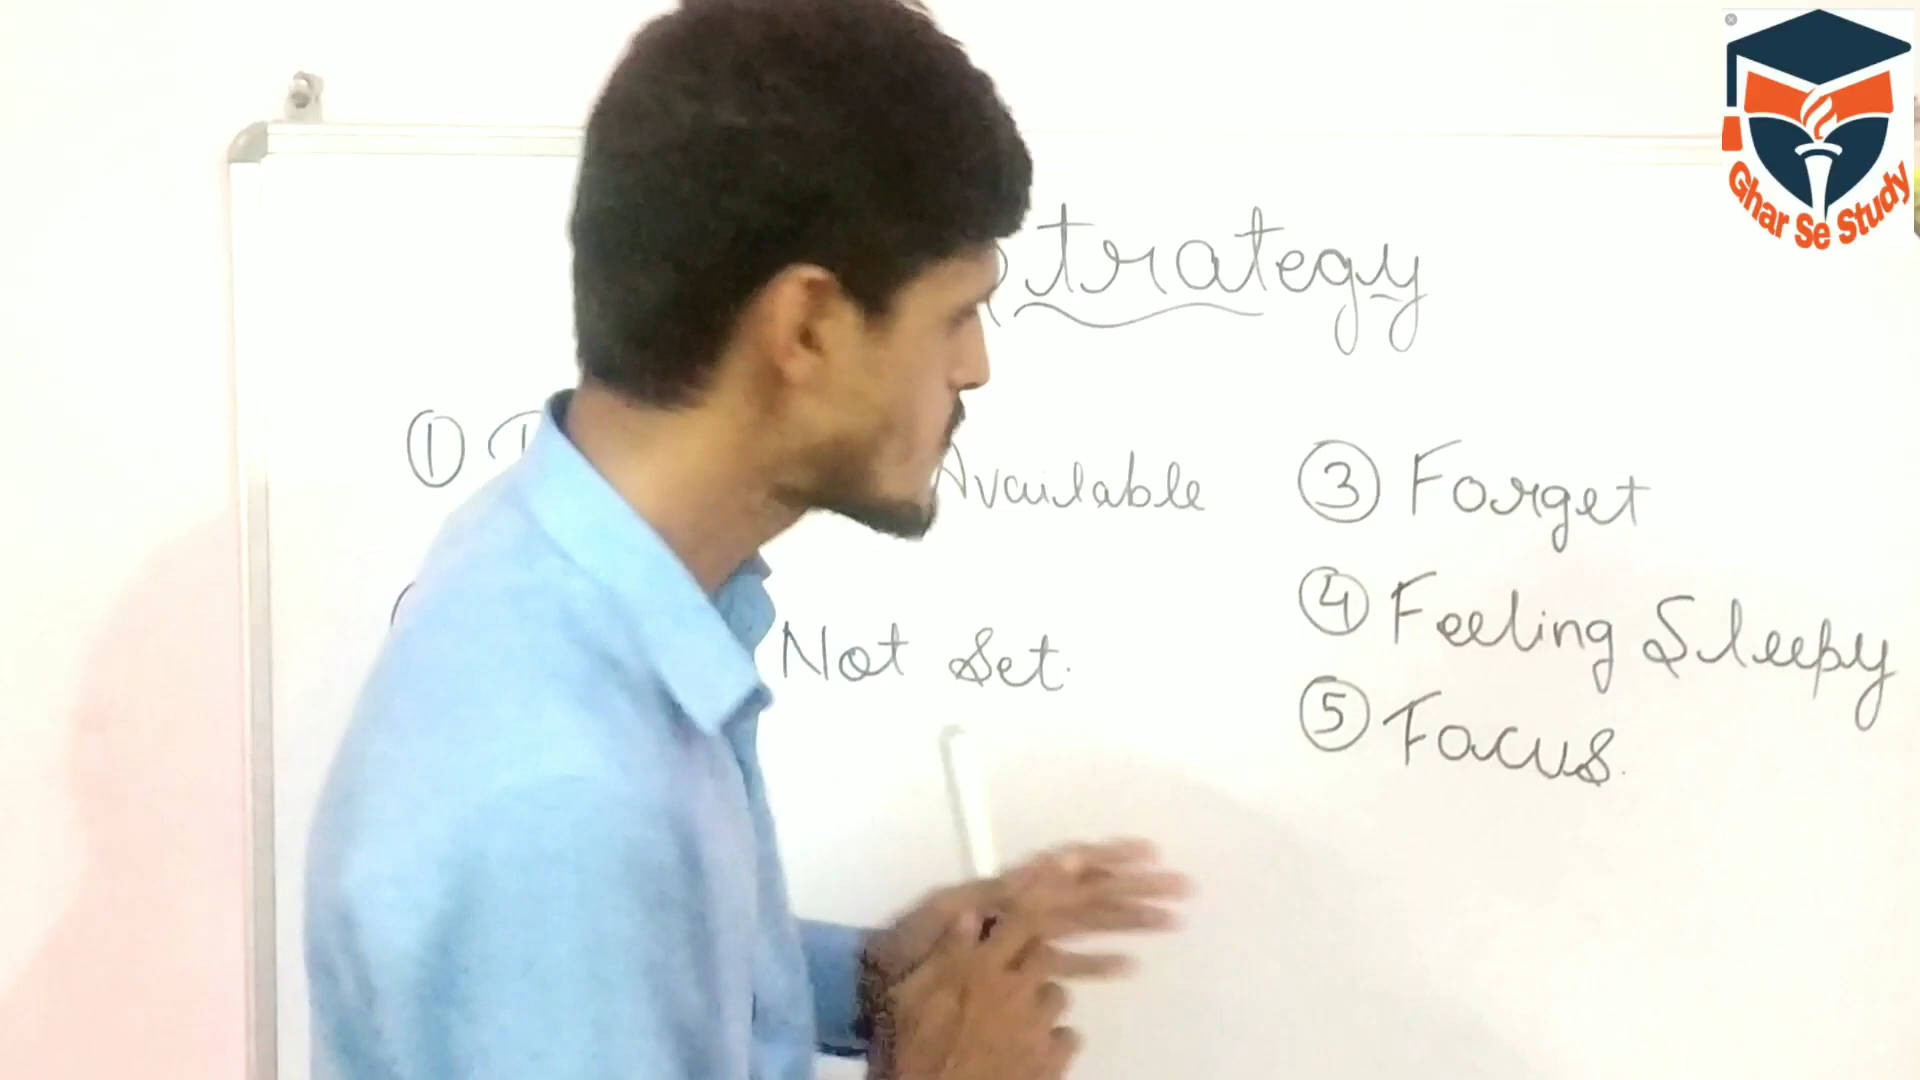 Strategy
① Available
Not Set.
③ Forget
④ Feeling Sleepy
⑤ Focus.
Ghar Se Study